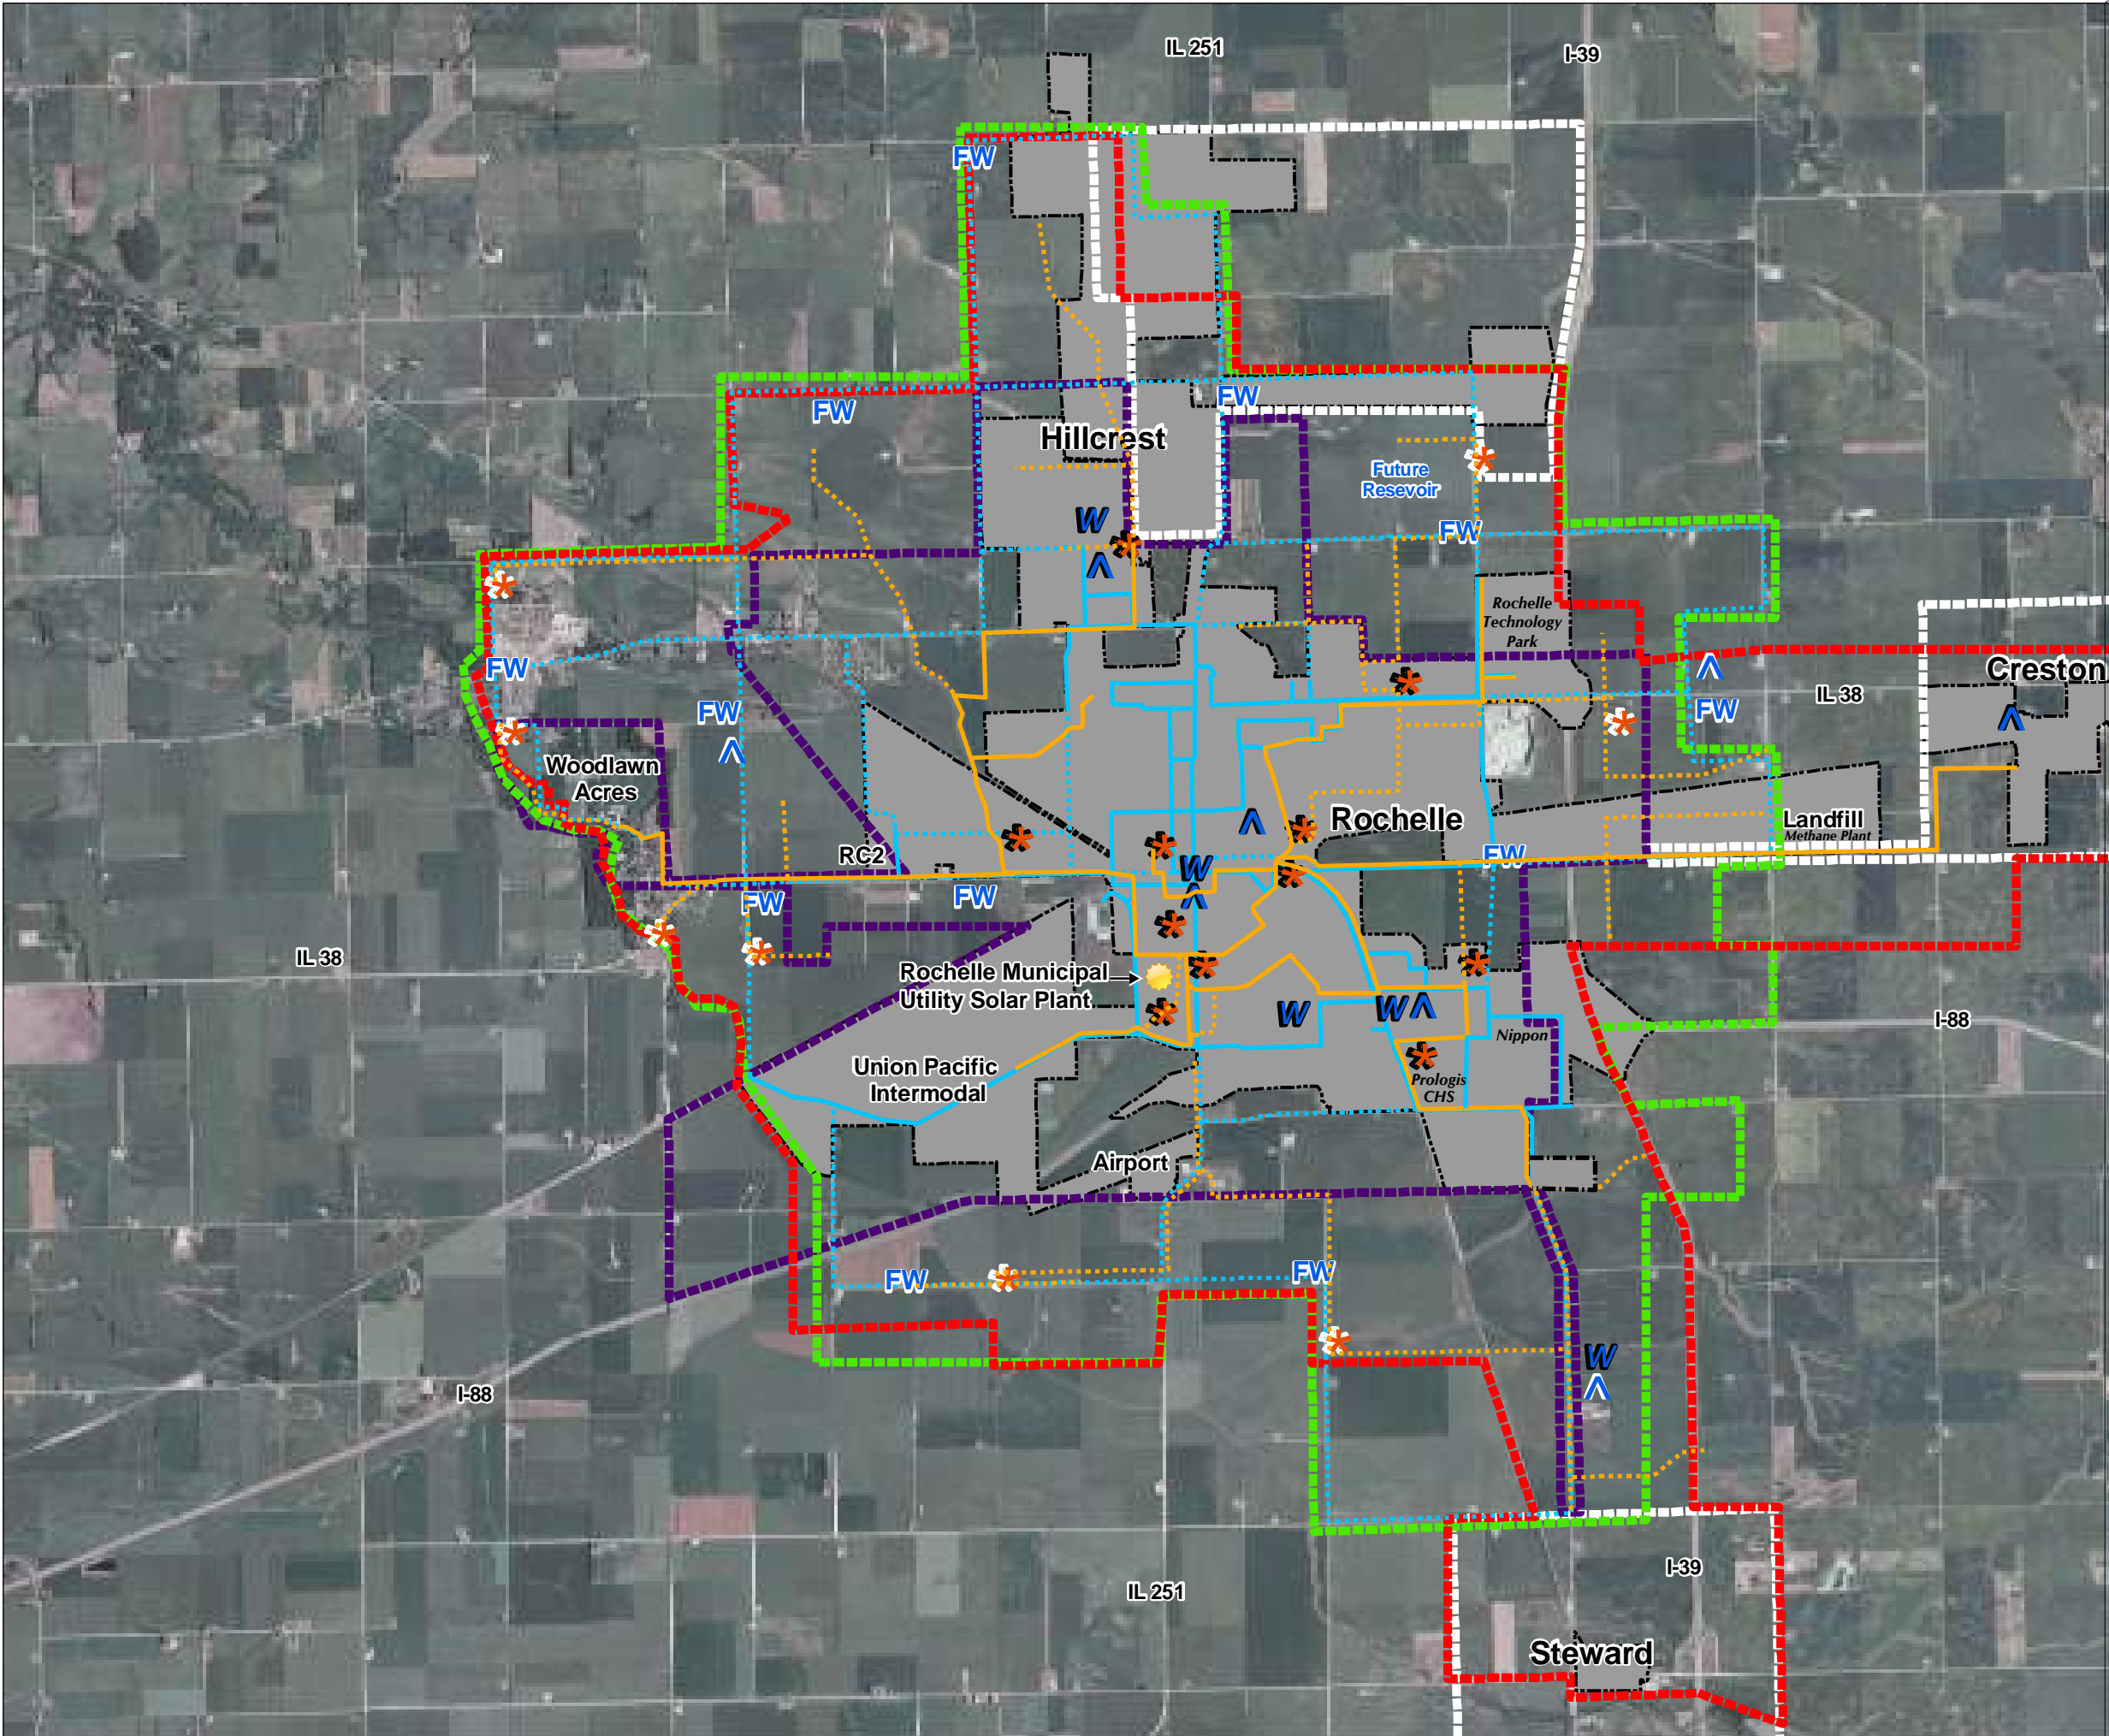 IL 251
I-39
FW
FW
FW
Hillcrest
Future
Resevoir
W
FW
^
Rochelle
Technology
Park
FW
^
Creston
IL 38
FW
FW
^
^
Woodlawn
Acres
^
Rochelle
Landfill
Methane Plant
RC2
FW
W
FW
FW
^
IL 38
Rochelle Municipal
Utility Solar Plant
W
W
^
I-88
Nippon
Union Pacific
Intermodal
Prologis
CHS
Airport
FW
FW
W
^
I-88
I-39
IL 251
Steward